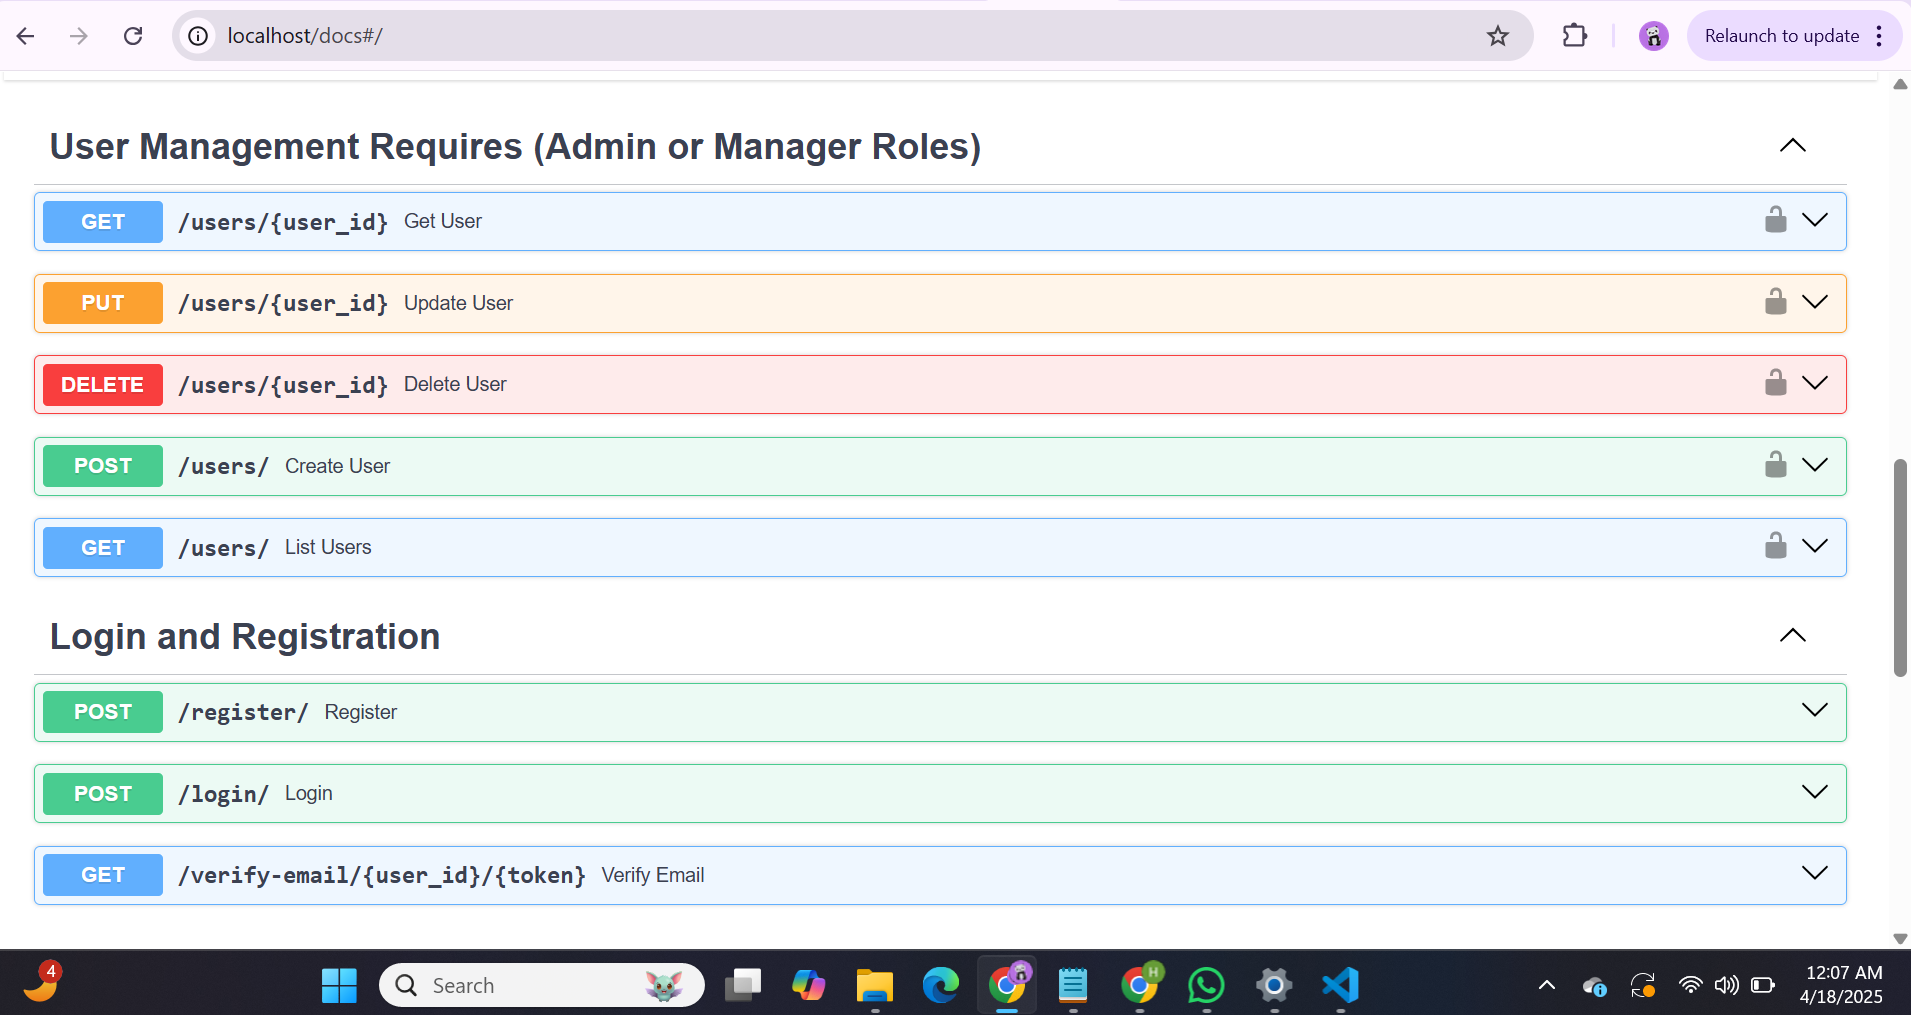 localhost/docs#/
Relaunch to update
User Management Requires (Admin or Manager Roles)
GET /users/{user_id} Get User
PUT /users/{user_id} Update User
DELETE /users/{user_id} Delete User
POST /users/ Create User
GET /users/ List Users
Login and Registration
POST /register/ Register
POST /login/ Login
GET /verify-email/{user_id}/{token} Verify Email
4
Search
H
12:07 AM
4/18/2025